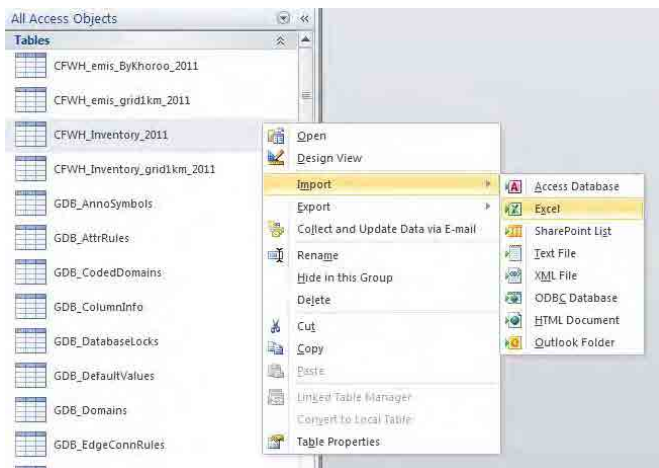 All Access Objects
Tables
CFWH_emis_ByKhoroo_2011
CFWH_emis_grid1km_2011
CFWH_Inventory_2011
CFWH_Inventory_grid1km_2011
GDB_AnnoSymbols
GDB_AttrRules
GDB_CodedDomains
GDB_ColumnInfo
GDB_DatabaseLocks
GDB_DefaultValues
GDB_Domains
GDB_EdgeConnRules
Open
Design View
Import
Export
Collect and Update Data via E-mail
Rename
Hide in this Group
Delete
Cut
Copy
Paste
Linked Table Manager
Convert to Local Table
Table Properties
Access Database
Excel
SharePoint List
Text File
XML File
ODBC Database
HTML Document
Outlook Folder